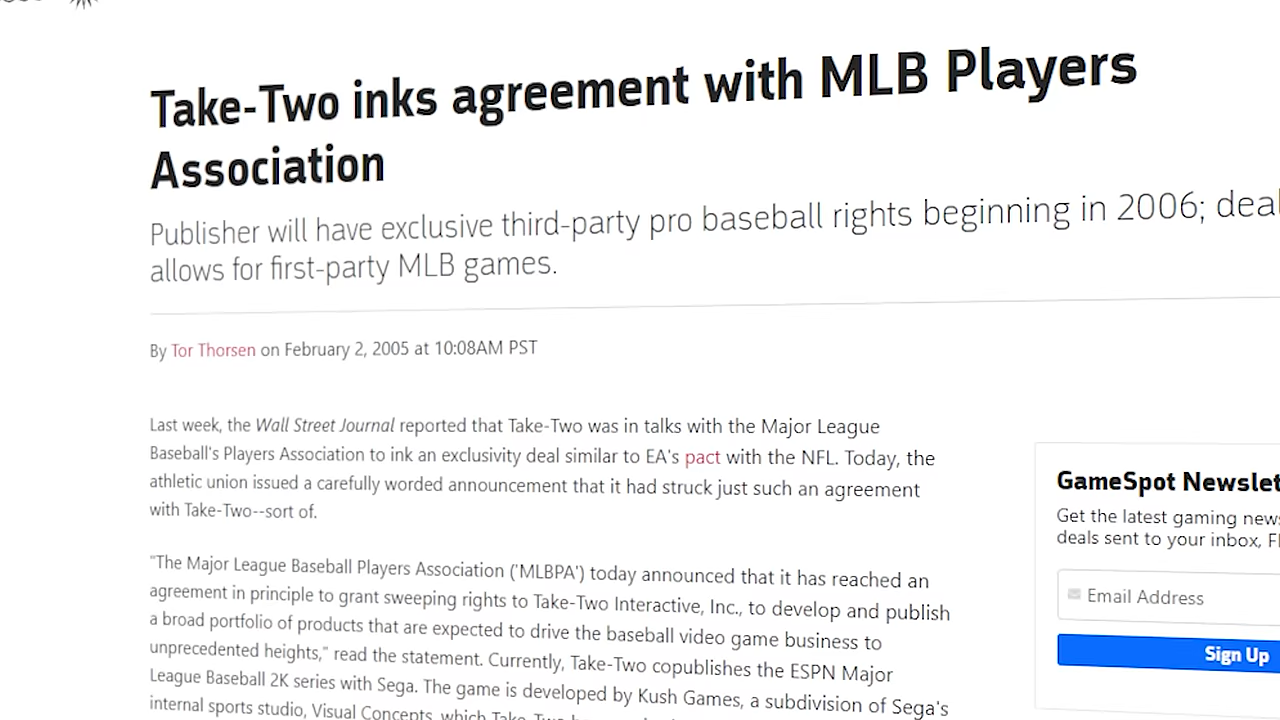 Take-Two inks agreement with MLB Players
Association
Publisher will have exclusive third-party pro baseball rights beginning in 2006; deal
allows for first-party MLB games.
By Tor Thorsen on February 2, 2005 at 10:08AM PST
Last week, the Wall Street Journal reported that Take-Two was in talks with the Major League
Baseball's Players Association to ink an exclusivity deal similar to EA's pact with the NFL. Today, the
athletic union issued a carefully worded announcement that it had struck just such an agreement
with Take-Two--sort of.
"The Major League Baseball Players Association ('MLBPA') today announced that it has reached an
agreement in principle to grant sweeping rights to Take-Two Interactive, Inc., to develop and publish
a broad portfolio of products that are expected to drive the baseball video game business to
unprecedented heights," read the statement. Currently, Take-Two copublishes the ESPN Major
League Baseball 2K series with Sega. The game is developed by Kush Games, a subdivision of Sega's
internal sports studio, Visual Concepts, which Take-Two
GameSpot Newslet
Get the latest gaming news
deals sent to your inbox,
Email Address
Sign Up